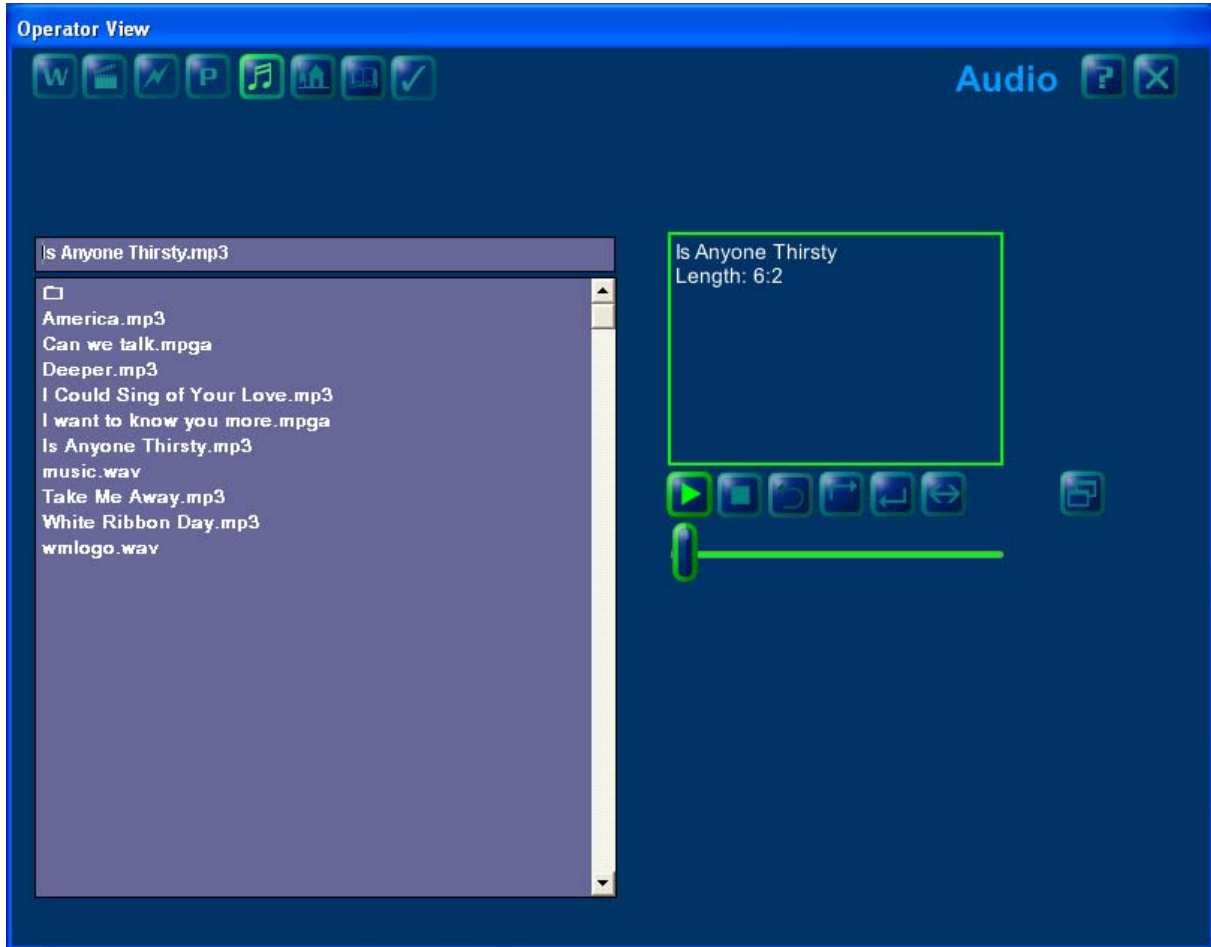 Operator View
W P Audio ?
Is Anyone Thirsty.mp3
America.mp3
Can we talk.mpga
Deeper.mp3
I Could Sing of Your Love.mp3
I want to know you more.mpga
Is Anyone Thirsty.mp3
music.wav
Take Me Away.mp3
White Ribbon Day.mp3
wmlogo.wav
Is Anyone Thirsty
Length: 6:2